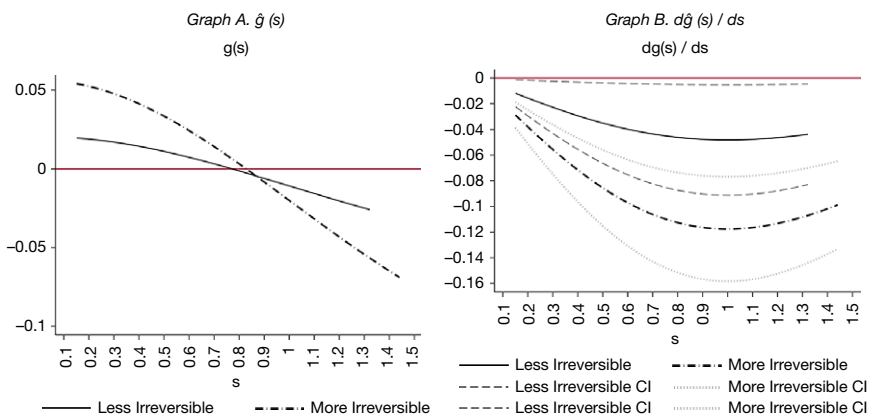 Graph A. ĝ (s)
g(s)
0.05
0
−0.05
−0.1
0.1 0.2 0.3 0.4 0.5 0.6 0.7 0.8 0.9 1 1.1 1.2 1.3 1.4 1.5
s
Less Irreversible More Irreversible
Graph B. dĝ (s) / ds
dg(s) / ds
0
−0.02
−0.04
−0.06
−0.08
−0.1
−0.12
−0.14
−0.16
0.1 0.2 0.3 0.4 0.5 0.6 0.7 0.8 0.9 1 1.1 1.2 1.3 1.4 1.5
s
Less Irreversible More Irreversible
Less Irreversible CI More Irreversible CI
Less Irreversible CI More Irreversible CI